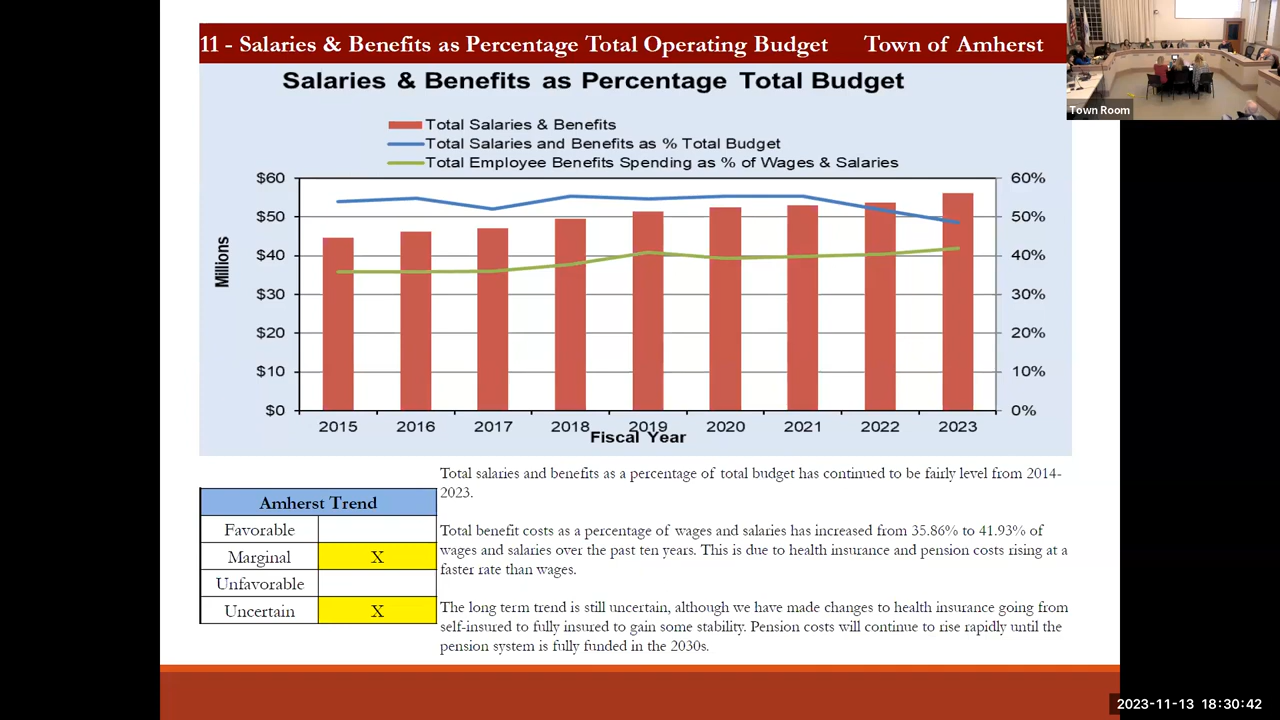 11 - Salaries & Benefits as Percentage Total Operating Budget Town of Amherst
Salaries & Benefits as Percentage Total Budget
Total Salaries & Benefits
Total Salaries and Benefits as % Total Budget
Total Employee Benefits Spending as % of Wages & Salaries
$60 60%
$50 50%
$40 40%
$30 30%
$20 20%
$10 10%
$0 0%
Millions
2015 2016 2017 2018 2019 2020 2021 2022 2023
Fiscal Year
Amherst Trend
Favorable
Marginal X
Unfavorable
Uncertain X
Total salaries and benefits as a percentage of total budget has continued to be fairly level from 2014-
2023.
Total benefit costs as a percentage of wages and salaries has increased from 35.86% to 41.93% of
wages and salaries over the past ten years. This is due to health insurance and pension costs rising at a
faster rate than wages.
The long term trend is still uncertain, although we have made changes to health insurance going from
self-insured to fully insured to gain some stability. Pension costs will continue to rise rapidly until the
pension system is fully funded in the 2030s.
Town Room
2023-11-13 18:30:42